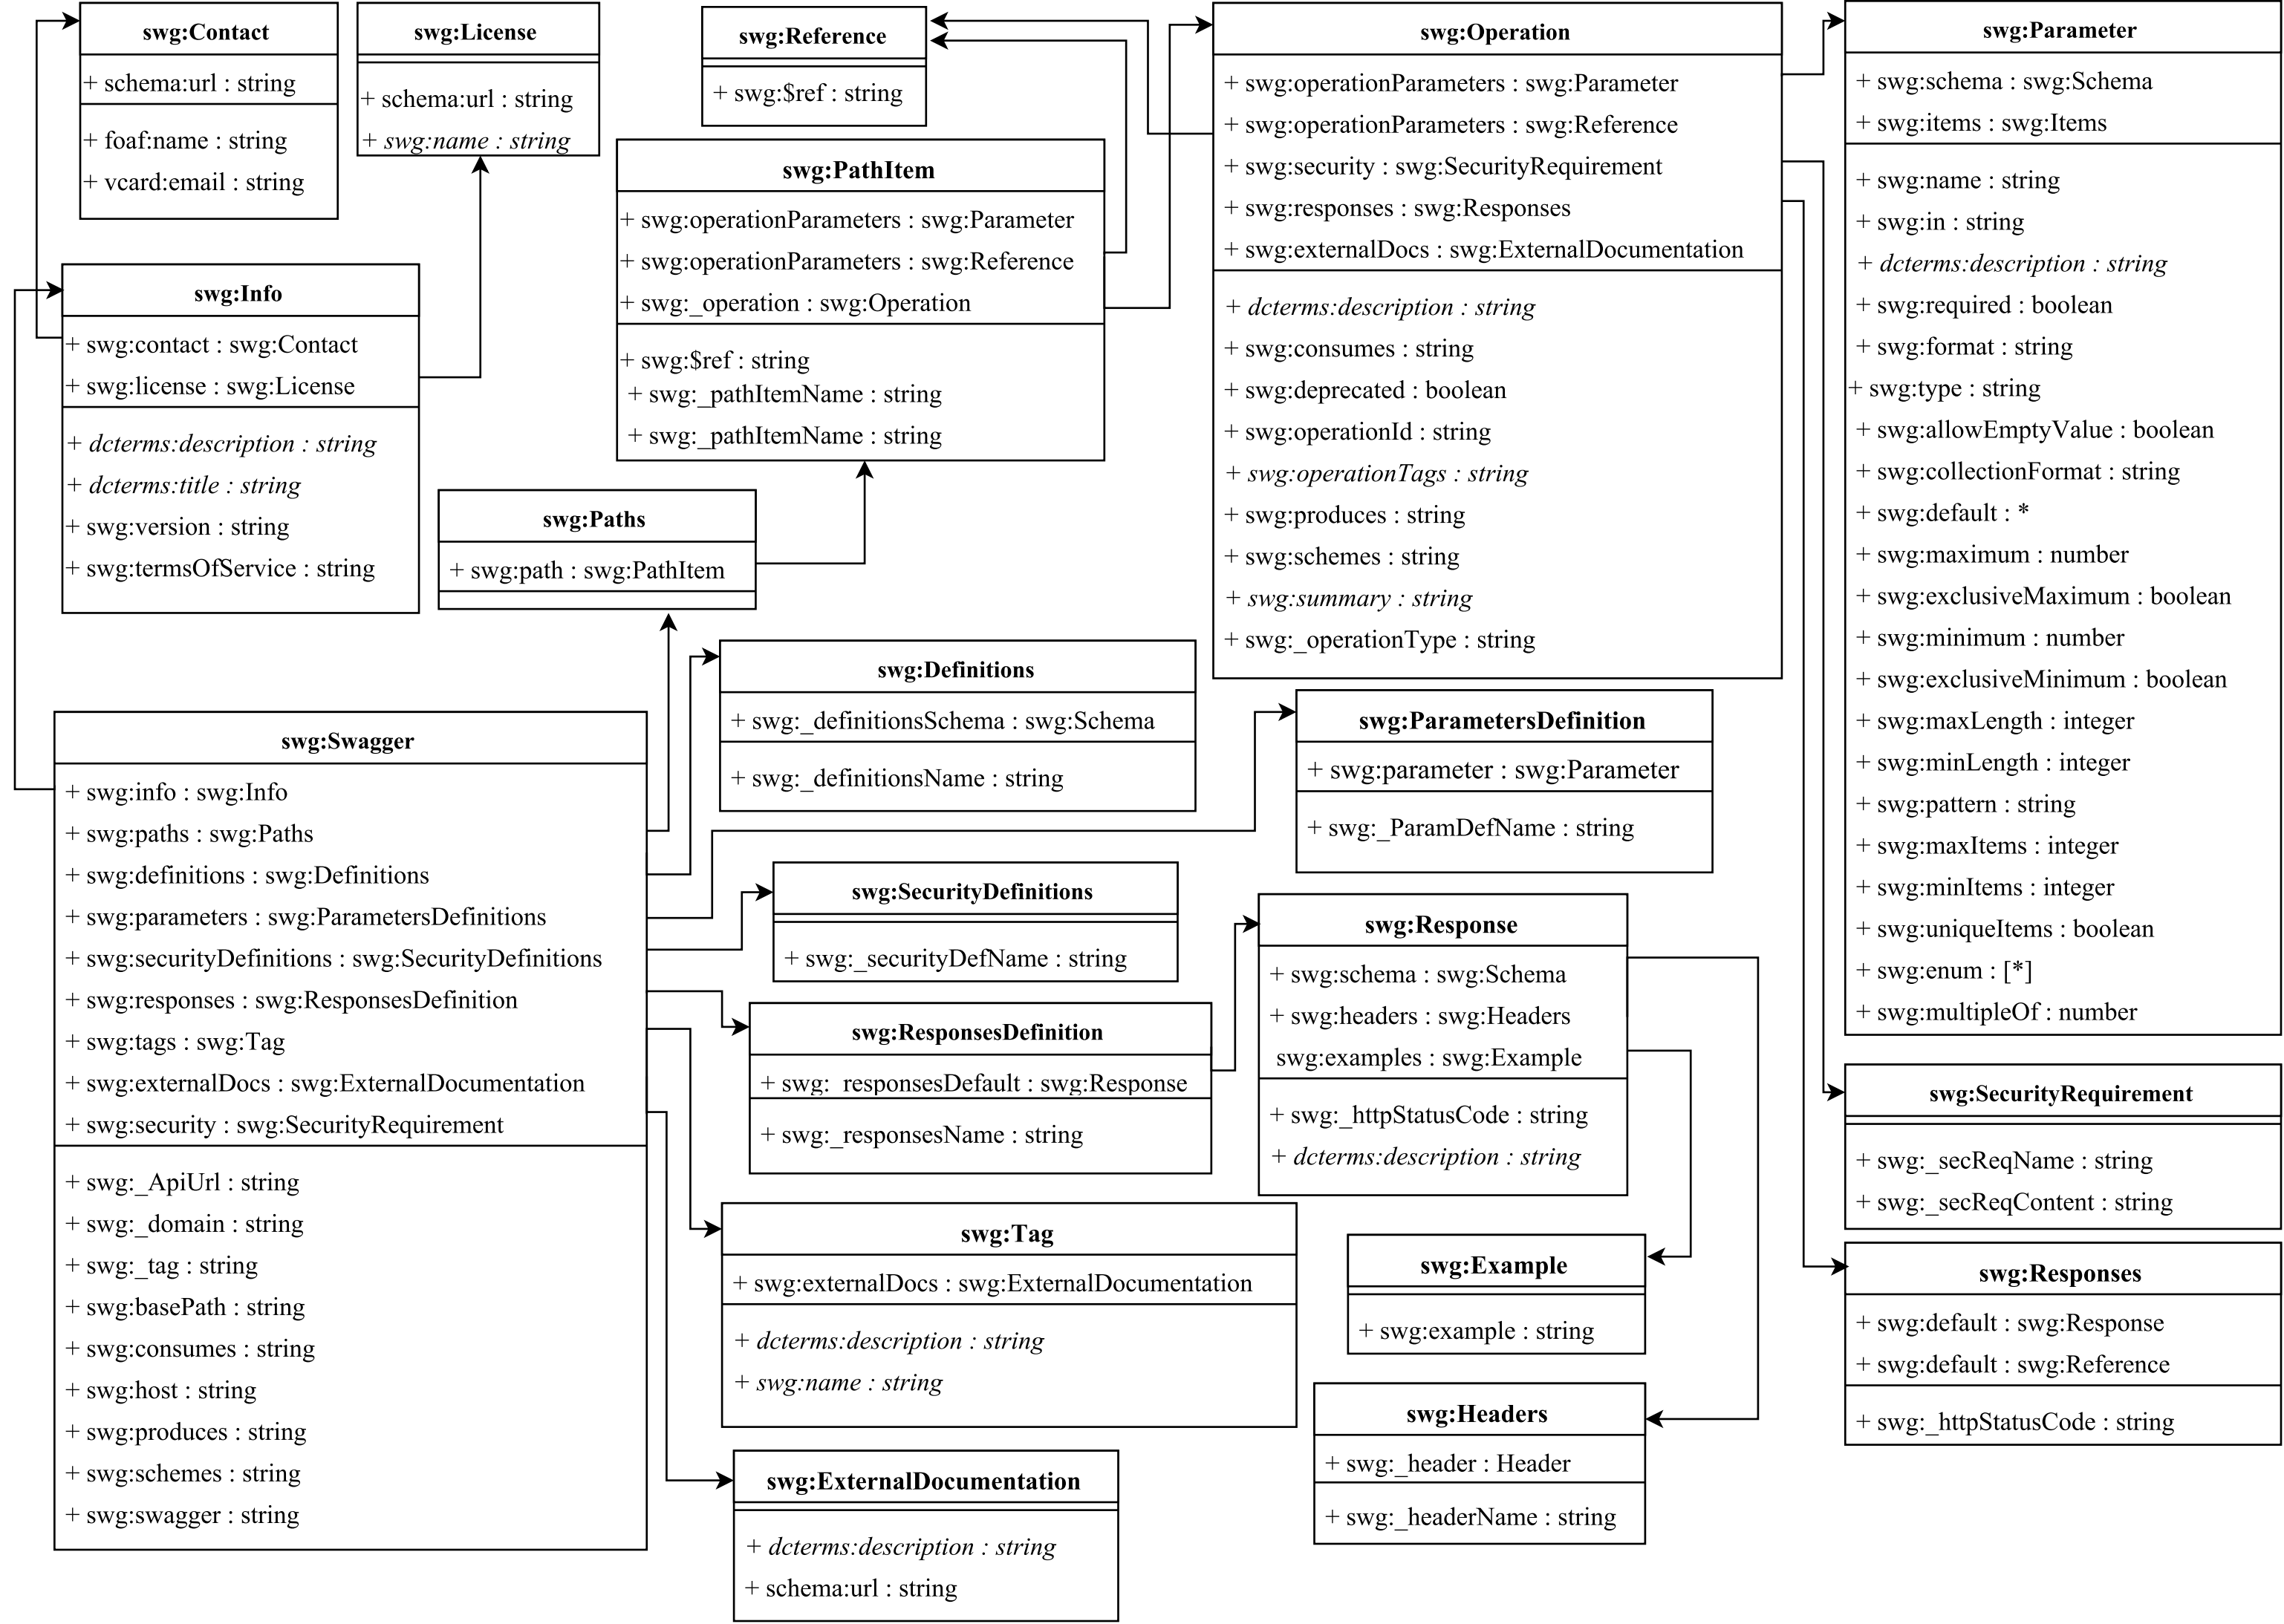 swg:Contact
+ schema:url : string
+ foaf:name : string
+ vcard:email : string
swg:License
+ schema:url : string
+ swg:name : string
swg:Reference
+ swg:$ref : string
swg:PathItem
+ swg:operationParameters : swg:Parameter
+ swg:operationParameters : swg:Reference
+ swg:_operation : swg:Operation
+ swg:$ref : string
+ swg:_pathItemName : string
+ swg:_pathItemName : string
swg:Operation
+ swg:operationParameters : swg:Parameter
+ swg:operationParameters : swg:Reference
+ swg:security : swg:SecurityRequirement
+ swg:responses : swg:Responses
+ swg:externalDocs : swg:ExternalDocumentation
+ dcterms:description : string
+ swg:consumes : string
+ swg:deprecated : boolean
+ swg:operationId : string
+ swg:operationTags : string
+ swg:produces : string
+ swg:schemes : string
+ swg:summary : string
+ swg:_operationType : string
swg:Parameter
+ swg:schema : swg:Schema
+ swg:items : swg:Items
+ swg:name : string
+ swg:in : string
+ dcterms:description : string
+ swg:required : boolean
+ swg:format : string
+ swg:type : string
+ swg:allowEmptyValue : boolean
+ swg:collectionFormat : string
+ swg:default : *
+ swg:maximum : number
+ swg:exclusiveMaximum : boolean
+ swg:minimum : number
+ swg:exclusiveMinimum : boolean
+ swg:maxLength : integer
+ swg:minLength : integer
+ swg:pattern : string
+ swg:maxItems : integer
+ swg:minItems : integer
+ swg:uniqueItems : boolean
+ swg:enum : [*]
+ swg:multipleOf : number
swg:Info
+ swg:contact : swg:Contact
+ swg:license : swg:License
+ dcterms:description : string
+ dcterms:title : string
+ swg:version : string
+ swg:termsOfService : string
swg:Paths
+ swg:path : swg:PathItem
swg:Swagger
+ swg:info : swg:Info
+ swg:paths : swg:Paths
+ swg:definitions : swg:Definitions
+ swg:parameters : swg:ParametersDefinitions
+ swg:securityDefinitions : swg:SecurityDefinitions
+ swg:responses : swg:ResponsesDefinition
+ swg:tags : swg:Tag
+ swg:externalDocs : swg:ExternalDocumentation
+ swg:security : swg:SecurityRequirement
+ swg:_ApiUrl : string
+ swg:_domain : string
+ swg:_tag : string
+ swg:basePath : string
+ swg:consumes : string
+ swg:host : string
+ swg:produces : string
+ swg:schemes : string
+ swg:swagger : string
swg:Definitions
+ swg:_definitionsSchema : swg:Schema
+ swg:_definitionsName : string
swg:ParametersDefinition
+ swg:parameter : swg:Parameter
+ swg:_ParamDefName : string
swg:SecurityDefinitions
+ swg:_securityDefName : string
swg:ResponsesDefinition
+ swg:_responsesDefault : swg:Response
+ swg:_responsesName : string
swg:Response
+ swg:schema : swg:Schema
+ swg:headers : swg:Headers
swg:examples : swg:Example
+ swg:_httpStatusCode : string
+ dcterms:description : string
swg:Tag
+ swg:externalDocs : swg:ExternalDocumentation
+ dcterms:description : string
+ swg:name : string
swg:Example
+ swg:example : string
swg:Headers
+ swg:_header : Header
+ swg:_headerName : string
swg:ExternalDocumentation
+ dcterms:description : string
+ schema:url : string
swg:SecurityRequirement
+ swg:_secReqName : string
+ swg:_secReqContent : string
swg:Responses
+ swg:default : swg:Response
+ swg:default : swg:Reference
+ swg:_httpStatusCode : string